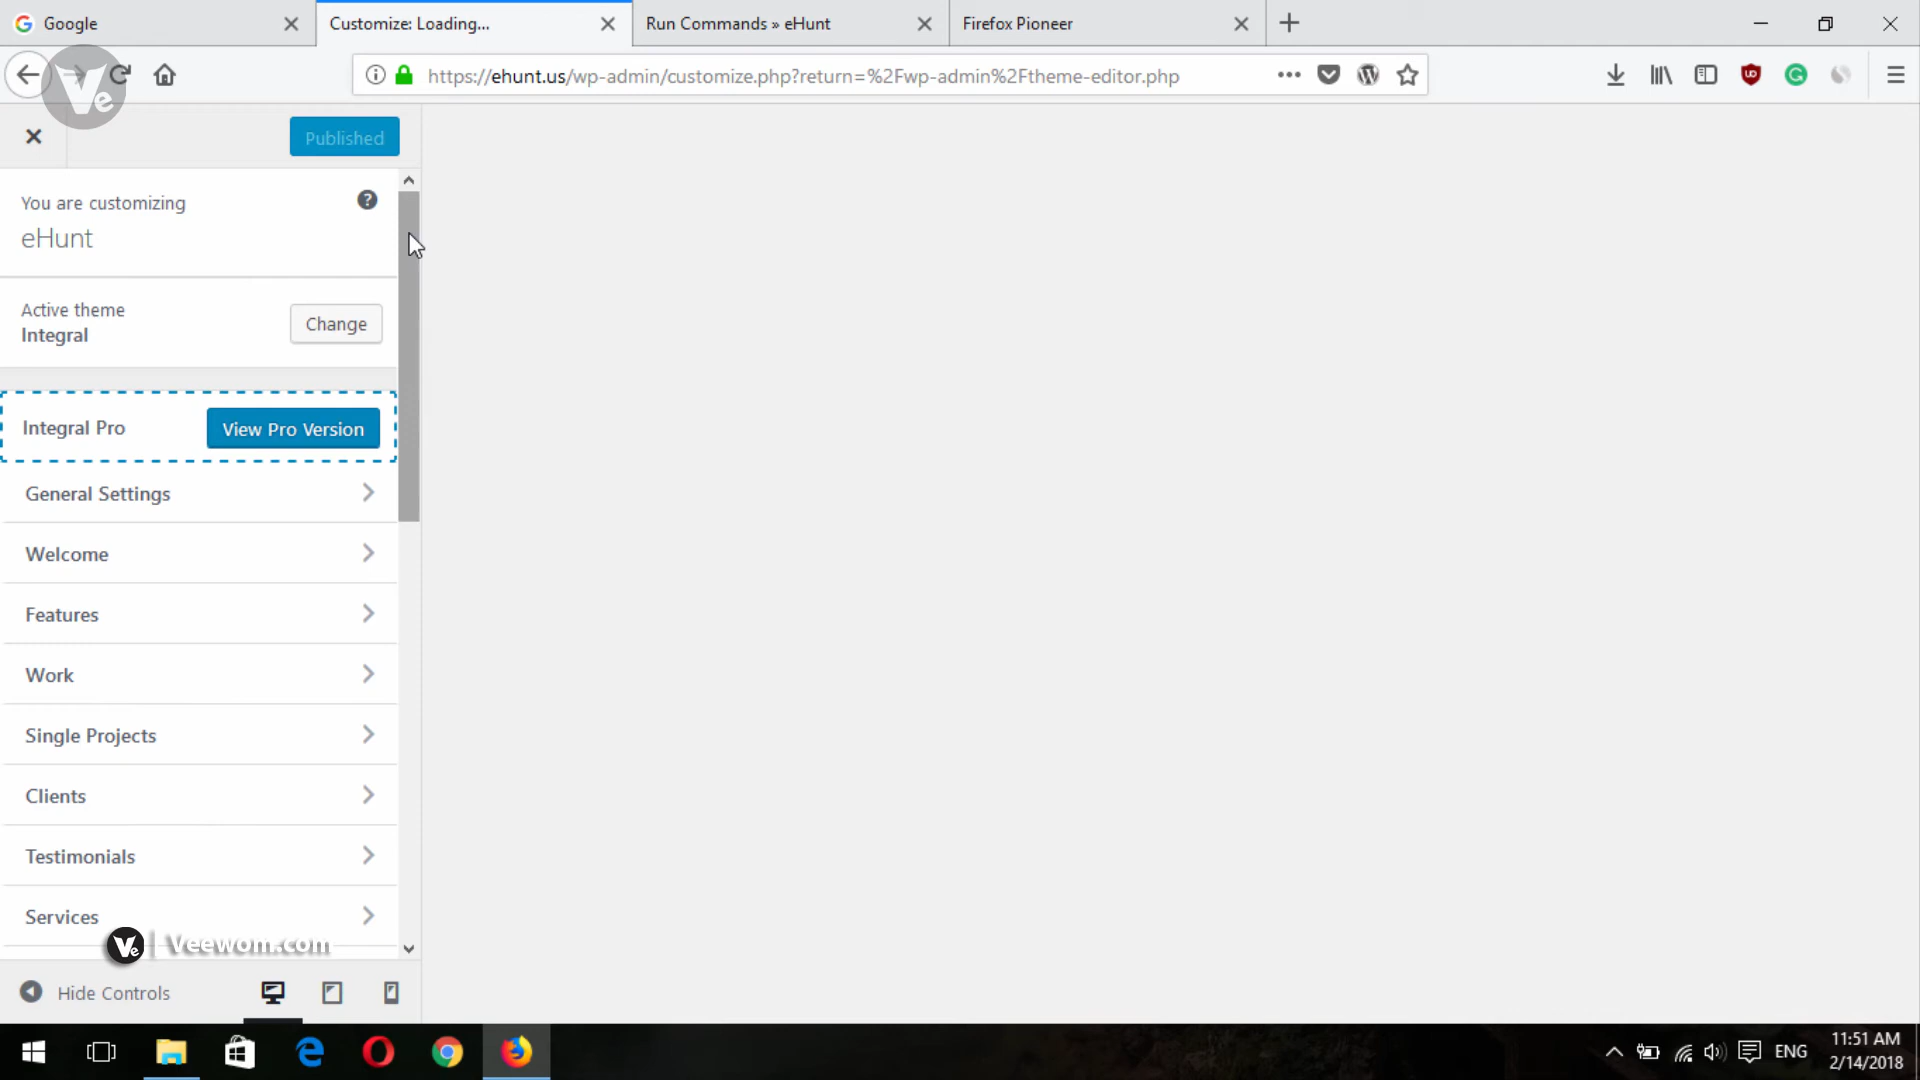 Google
Customize: Loading...
Run Commands » eHunt
Firefox Pioneer
https://ehunt.us/wp-admin/customize.php?return=%2Fwp-admin%2Ftheme-editor.php
Ve
Published
You are customizing
eHunt
Active theme
Integral
Change
Integral Pro
View Pro Version
General Settings
Welcome
Features
Work
Single Projects
Clients
Testimonials
Services
Ve | Veewom.com
Hide Controls
ENG
11:51 AM
2/14/2018